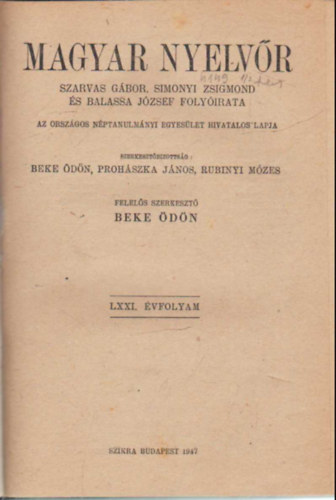 MAGYAR NYELVŐR
SZARVAS GÁBOR, SIMONYI ZSIGMOND
ÉS BALASSA JÓZSEF FOLYÓIRATA
AZ ORSZÁGOS NÉPTANULMÁNYI EGYESÜLET HIVATALOS LAPJA
SZERKESZTŐBIZOTTSÁG:
BEKE ÖDÖN, PROHÁSZKA JÁNOS, RUBINYI MÓZES
FELELŐS SZERKESZTŐ
BEKE ÖDÖN
LXXI. ÉVFOLYAM
SZIKRA BUDAPEST 1947